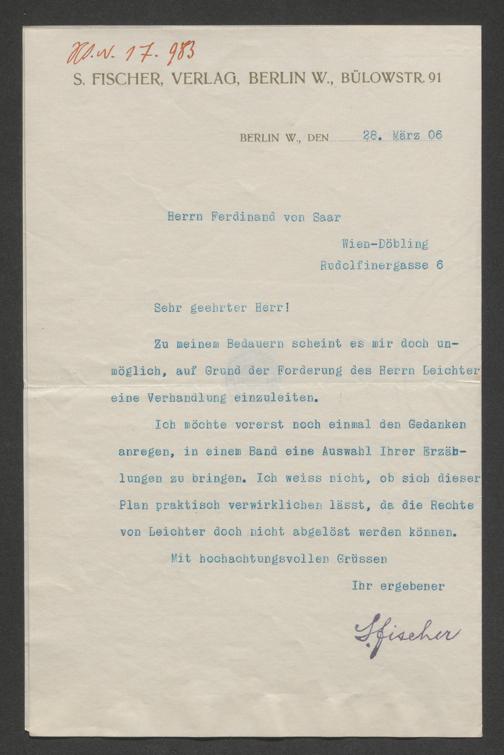 H.I.N. 17.983
S. FISCHER, VERLAG, BERLIN W., BÜLOWSTR. 91
BERLIN W., DEN 28. März 06
Herrn Ferdinand von Saar
Wien-Döbling
Rudolfinergasse 6
Sehr geehrter Herr!
Zu meinem Bedauern scheint es mir doch un-
möglich, auf Grund der Forderung des Herrn Leichter
eine Verhandlung einzuleiten.
Ich möchte vorerst noch einmal den Gedanken
anregen, in einem Band eine Auswahl Ihrer Erzäh-
lungen zu bringen. Ich weiss nicht, ob sich dieser
Plan praktisch verwirklichen lässt, da die Rechte
von Leichter doch nicht abgelöst werden können.
Mit hochachtungsvollen Grüssen
Ihr ergebener
S. Fischer